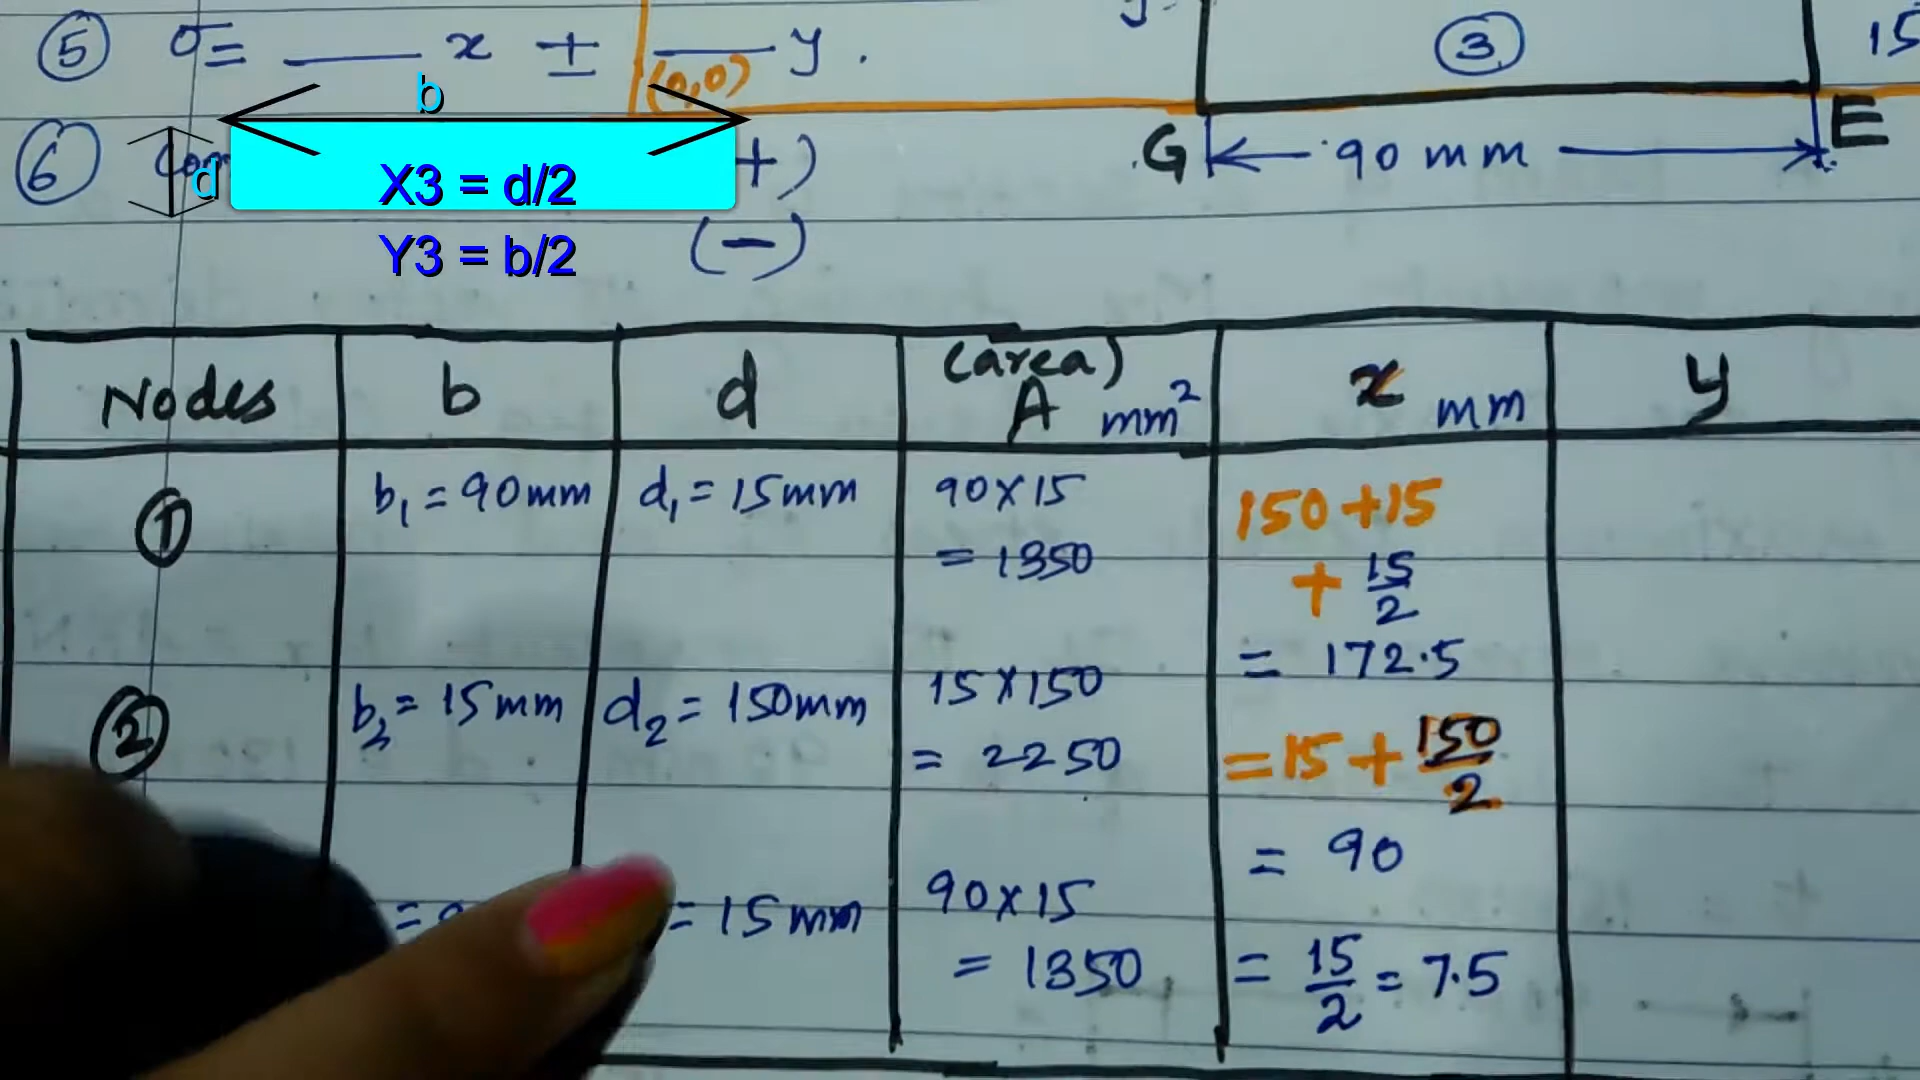 5 σ = ___ x ± ___ y .
(0,0)
3
15
b
6
d
X3 = d/2
+)
G
90 mm
E
Y3 = b/2
(-)
Nodes b d (area) A mm² x mm y
1 b₁ = 90mm d₁ = 15mm 90×15
= 1350
150+15
+ 15/2
= 172.5
2 b₂ = 15mm d₂ = 150mm 15×150
= 2250
=15+150/2
= 90
= = 15mm 90×15
= 1350
= 15/2 = 7.5